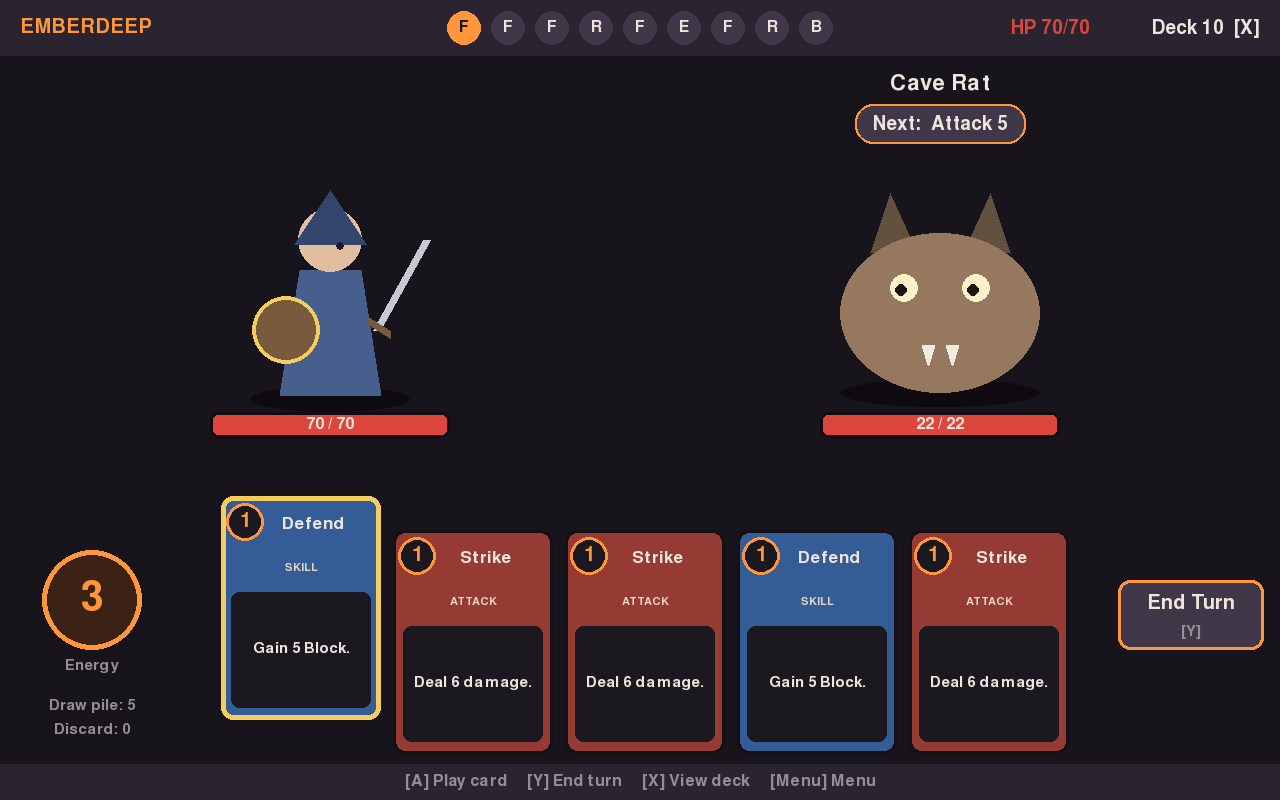 EMBERDEEP
F F F R F E F R B
HP 70/70
Deck 10 [X]
Cave Rat
Next: Attack 5
70 / 70
22 / 22
1 Defend
SKILL
Gain 5 Block.
1 Strike
ATTACK
Deal 6 damage.
1 Strike
ATTACK
Deal 6 damage.
1 Defend
SKILL
Gain 5 Block.
1 Strike
ATTACK
Deal 6 damage.
3
Energy
Draw pile: 5
Discard: 0
End Turn
[Y]
[A] Play card [Y] End turn [X] View deck [Menu] Menu